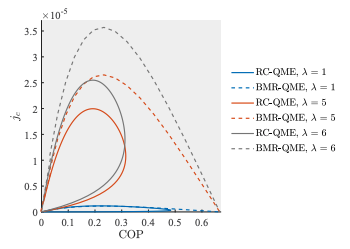 ×10⁻⁵
3.5
3
2.5
2
1.5
1
0.5
0
j_c
0 0.1 0.2 0.3 0.4 0.5 0.6
COP
RC-QME, λ = 1
BMR-QME, λ = 1
RC-QME, λ = 5
BMR-QME, λ = 5
RC-QME, λ = 6
BMR-QME, λ = 6